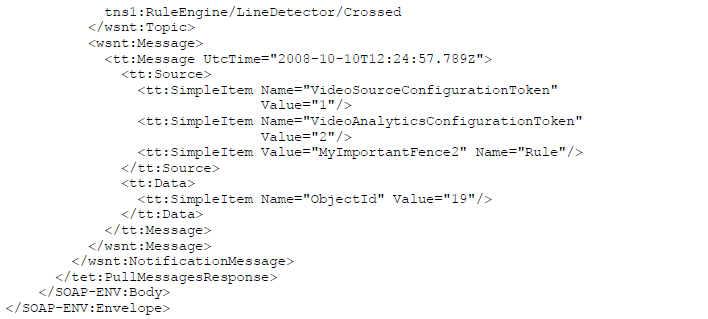 tns1:RuleEngine/LineDetector/Crossed
</wsnt:Topic>
<wsnt:Message>
<tt:Message UtcTime="2008-10-10T12:24:57.789Z">
<tt:Source>
<tt:SimpleItem Name="VideoSourceConfigurationToken"
Value="1"/>
<tt:SimpleItem Name="VideoAnalyticsConfigurationToken"
Value="2"/>
<tt:SimpleItem Value="MyImportantFence2" Name="Rule"/>
</tt:Source>
<tt:Data>
<tt:SimpleItem Name="ObjectId" Value="19"/>
</tt:Data>
</tt:Message>
</wsnt:Message>
</wsnt:NotificationMessage>
</tet:PullMessagesResponse>
</SOAP-ENV:Body>
</SOAP-ENV:Envelope>